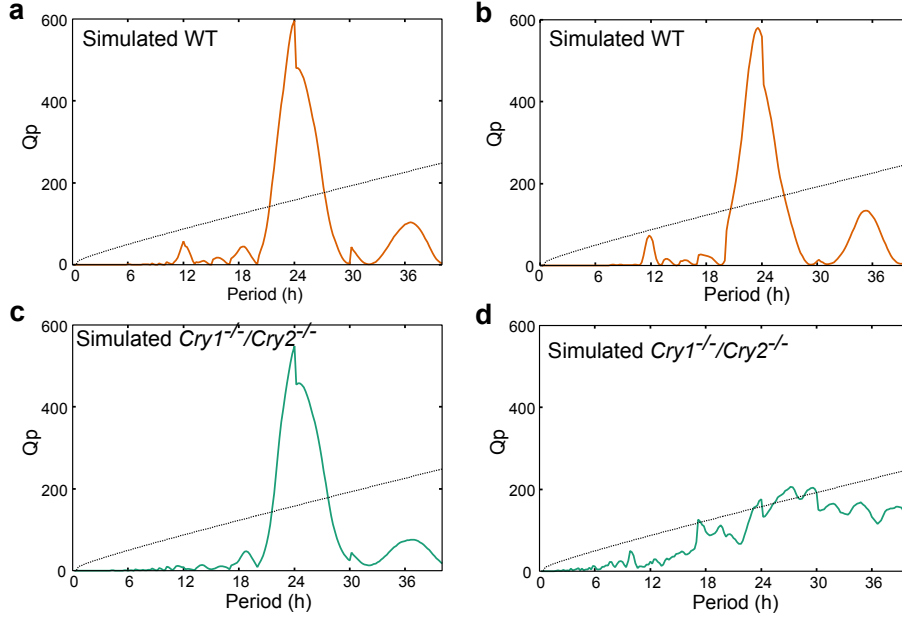 a
Simulated WT
600
400
200
0
Qp
0 6 12 18 24 30 36
Period (h)
b
Simulated WT
600
400
200
0
Qp
0 6 12 18 24 30 36
Period (h)
c
Simulated Cry1-/-/Cry2-/-
600
400
200
0
Qp
0 6 12 18 24 30 36
Period (h)
d
Simulated Cry1-/-/Cry2-/-
600
400
200
0
Qp
0 6 12 18 24 30 36
Period (h)